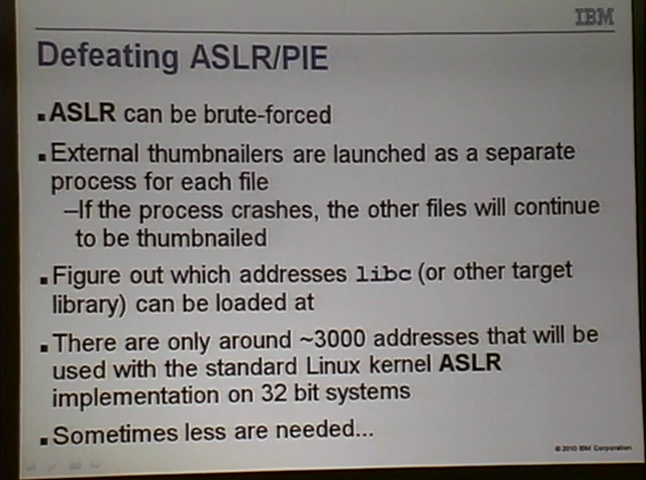 IBM
Defeating ASLR/PIE
▪ASLR can be brute-forced
▪External thumbnailers are launched as a separate
process for each file
–If the process crashes, the other files will continue
to be thumbnailed
▪Figure out which addresses libc (or other target
library) can be loaded at
▪There are only around ~3000 addresses that will be
used with the standard Linux kernel ASLR
implementation on 32 bit systems
▪Sometimes less are needed...
© 2010 IBM Corporation